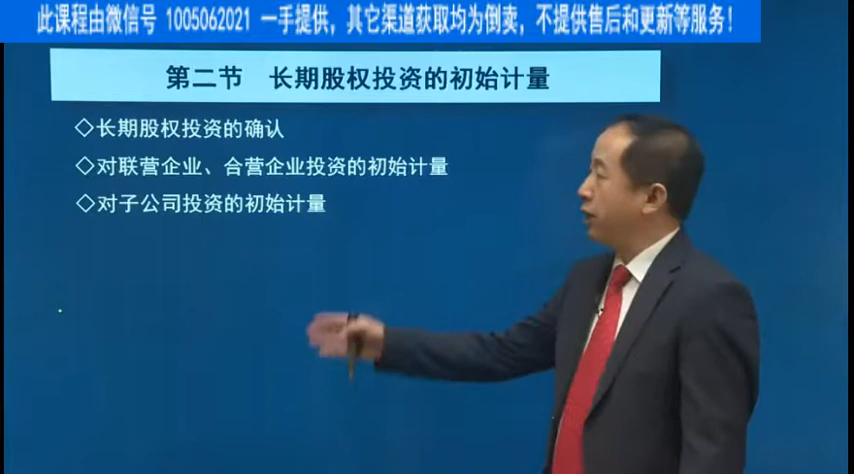 此课程由微信号 1005062021 一手提供，其它渠道获取均为倒卖，不提供售后和更新等服务！
第二节 长期股权投资的初始计量
◇长期股权投资的确认
◇对联营企业、合营企业投资的初始计量
◇对子公司投资的初始计量